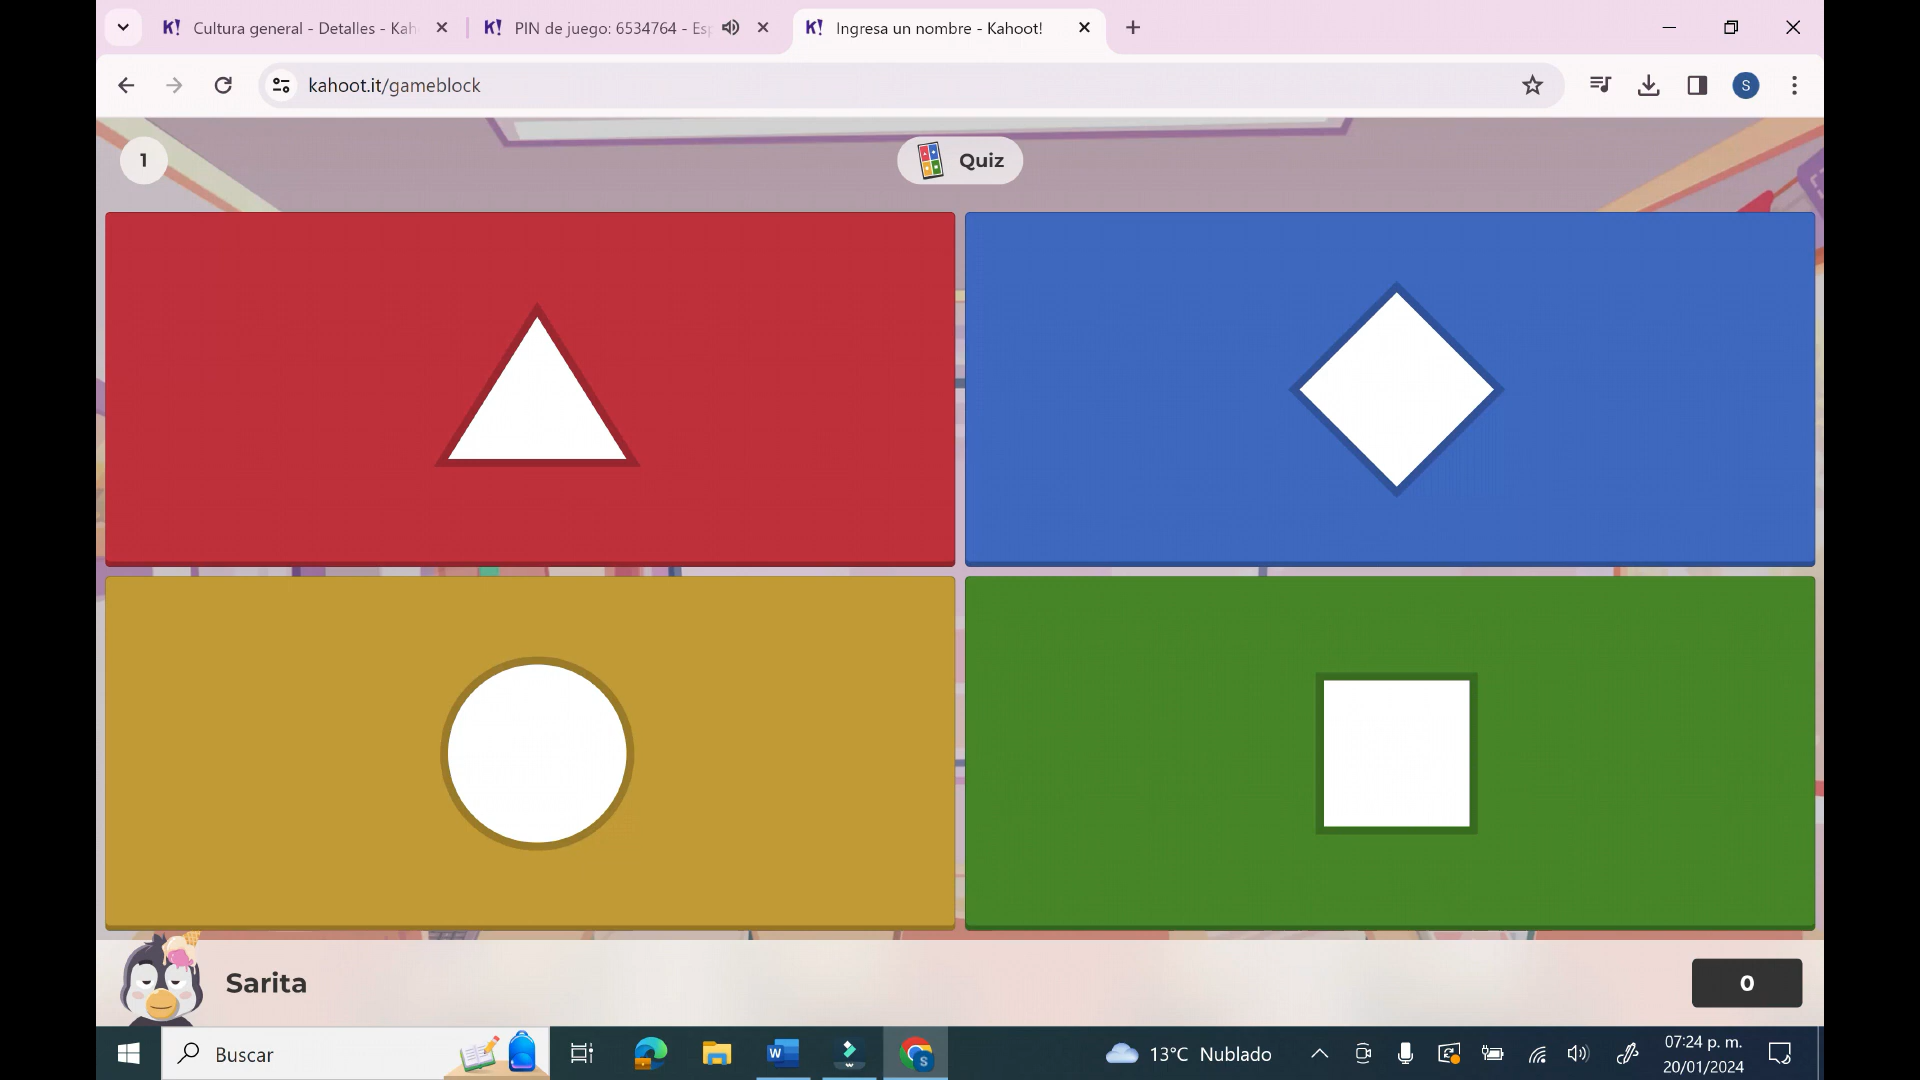 K! Cultura general - Detalles - Kah
K! PIN de juego: 6534764 - Esp
K! Ingresa un nombre - Kahoot!
kahoot.it/gameblock
S
1
Quiz
Sarita
0
Buscar
W
S
13°C Nublado
07:24 p. m.
20/01/2024